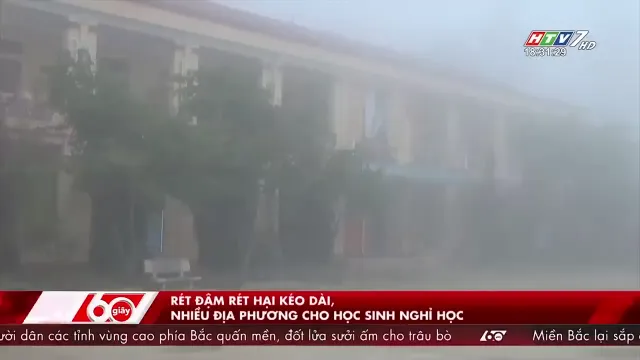 HTV7 HD
18:31:29
RÉT ĐẬM RÉT HẠI KÉO DÀI,
60 giây
NHIỀU ĐỊA PHƯƠNG CHO HỌC SINH NGHỈ HỌC
ười dân các tỉnh vùng cao phía Bắc quấn mền, đốt lửa sưởi ấm cho trâu bò 60 Miền Bắc lại sắp